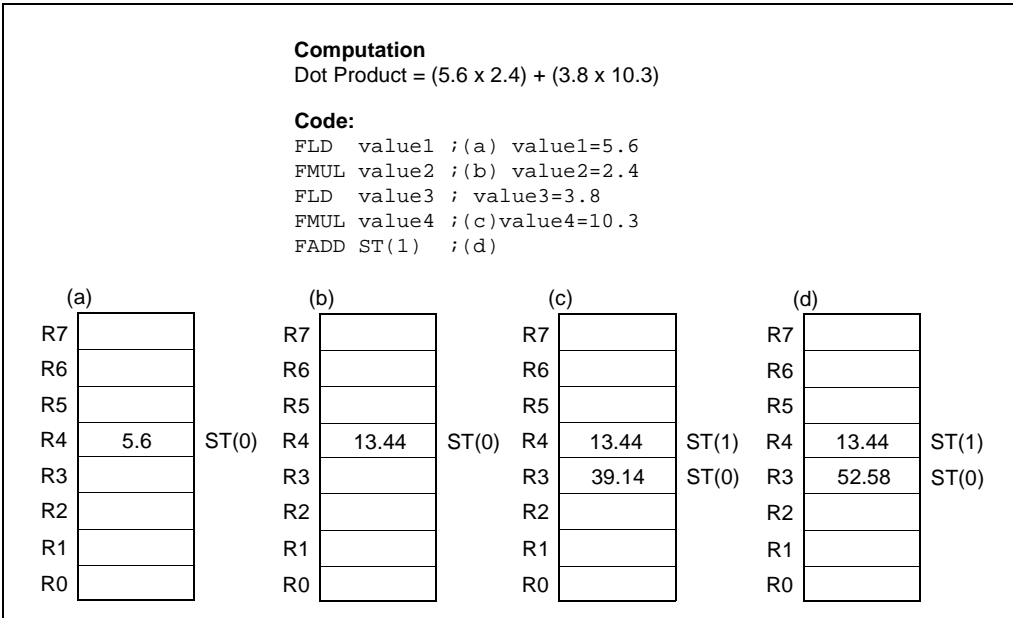 Computation
Dot Product = (5.6 x 2.4) + (3.8 x 10.3)
Code:
FLD value1 ;(a) value1=5.6
FMUL value2 ;(b) value2=2.4
FLD value3 ; value3=3.8
FMUL value4 ;(c)value4=10.3
FADD ST(1) ;(d)
(a) (b) (c) (d)
R7 R7 R7 R7
R6 R6 R6 R6
R5 R5 R5 R5
R4 5.6 ST(0) R4 13.44 ST(0) R4 13.44 ST(1) R4 13.44 ST(1)
R3 R3 R3 39.14 ST(0) R3 52.58 ST(0)
R2 R2 R2 R2
R1 R1 R1 R1
R0 R0 R0 R0